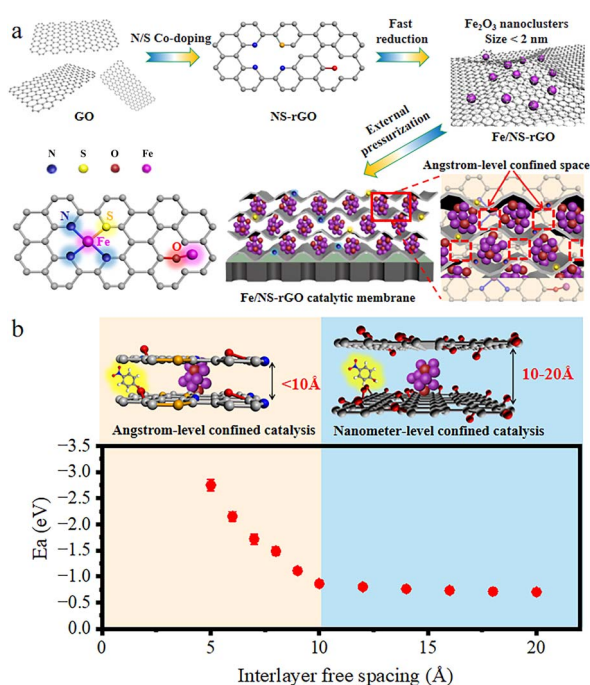 a
N/S Co-doping
Fast
reduction
Fe₂O₃ nanoclusters
Size < 2 nm
GO
NS-rGO
Fe/NS-rGO
External
pressurization
N S O Fe
Angstrom-level confined space
N
S
Fe
O
Fe/NS-rGO catalytic membrane
b
<10Å
10-20Å
Angstrom-level confined catalysis
Nanometer-level confined catalysis
Ea (eV)
−3.5
−3.0
−2.5
−2.0
−1.5
−1.0
−0.5
0.0
0 5 10 15 20
Interlayer free spacing (Å)